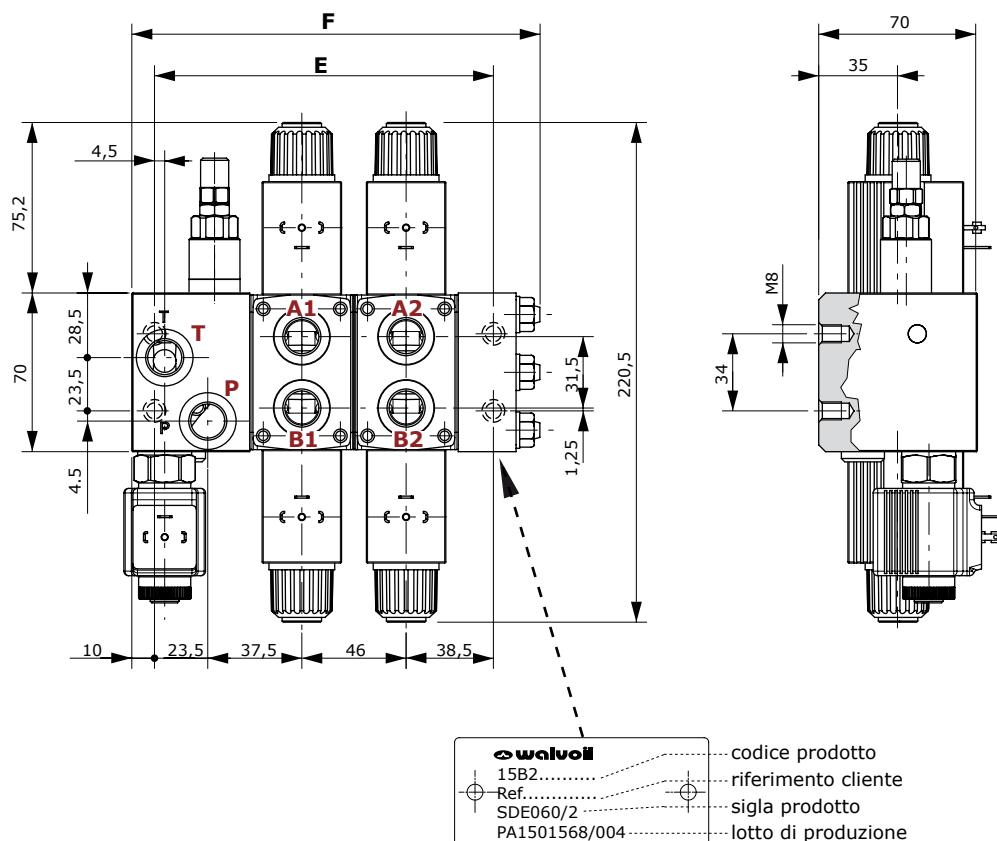 F
70
E
35
4,5
75,2
M8
T
A1
A2
T
28,5
70
31,5
220,5
34
23,5
P
P
B1
B2
1,25
4.5
10
23,5
37,5
46
38,5
walvoil
15B2.......... codice prodotto
Ref............. riferimento cliente
SDE060/2 sigla prodotto
PA1501568/004 lotto di produzione